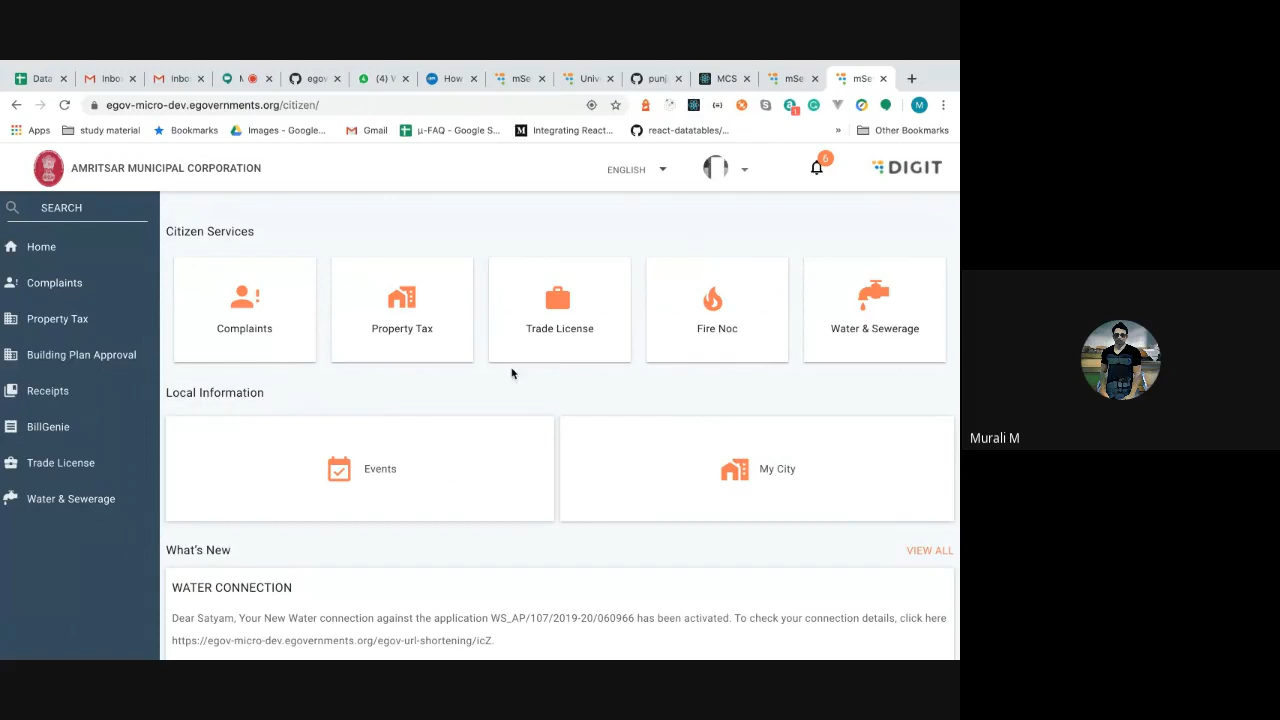 Data
Inbo
Inbo
egov
(4) W
How
mSe
Univ
punj
MCS
mSe
mSe
egov-micro-dev.egovernments.org/citizen/
M
Apps
study material
Bookmarks
Images - Google...
Gmail
µ-FAQ - Google S...
Integrating React...
react-datatables/...
»
Other Bookmarks
AMRITSAR MUNICIPAL CORPORATION
ENGLISH
6
DIGIT
SEARCH
Home
Complaints
Property Tax
Building Plan Approval
Receipts
BillGenie
Trade License
Water & Sewerage
Citizen Services
Complaints
Property Tax
Trade License
Fire Noc
Water & Sewerage
Local Information
Events
My City
What's New
VIEW ALL
WATER CONNECTION
Dear Satyam, Your New Water connection against the application WS_AP/107/2019-20/060966 has been activated. To check your connection details, click here
https://egov-micro-dev.egovernments.org/egov-url-shortening/icZ.
Murali M